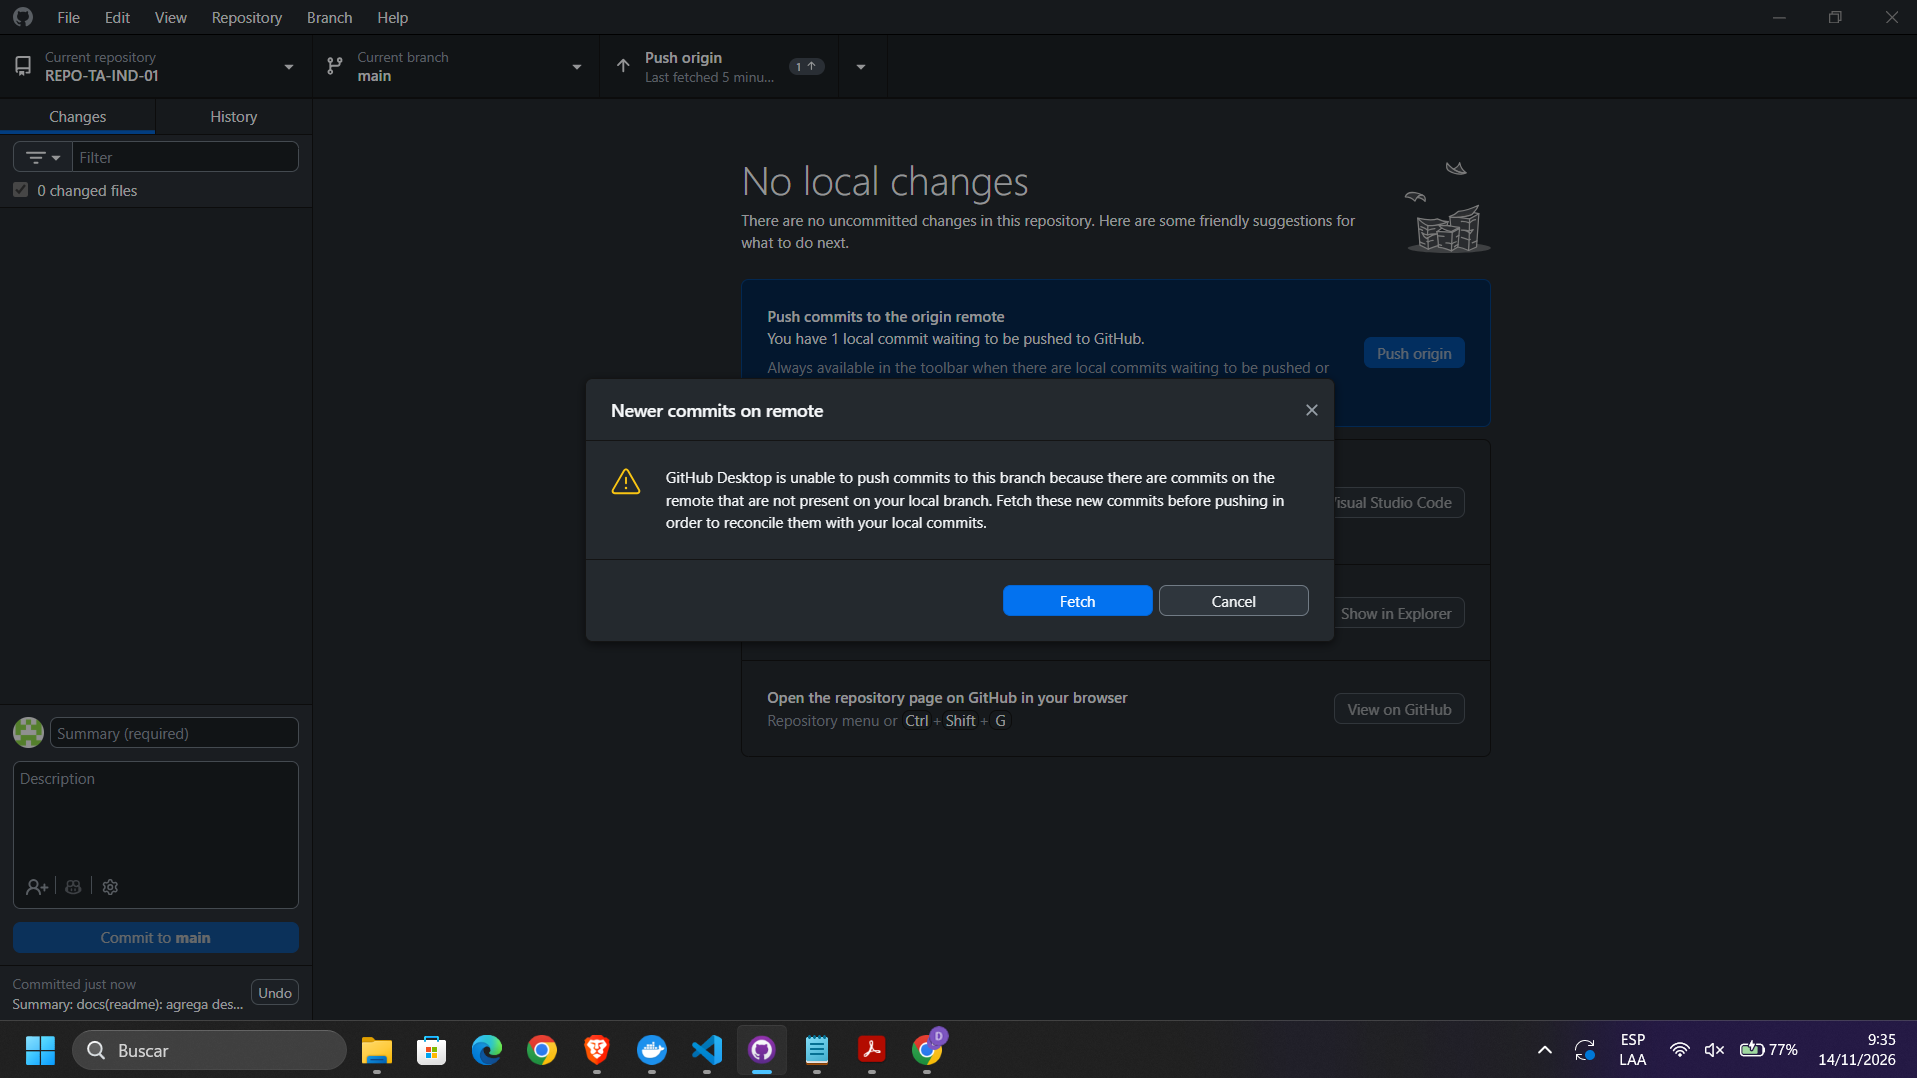 File Edit View Repository Branch Help
Current repository
REPO-TA-IND-01
Current branch
main
Push origin
Last fetched 5 minu...
1
Changes
History
Filter
0 changed files
No local changes
There are no uncommitted changes in this repository. Here are some friendly suggestions for
what to do next.
Push commits to the origin remote
You have 1 local commit waiting to be pushed to GitHub.
Always available in the toolbar when there are local commits waiting to be pushed or
Push origin
Newer commits on remote
GitHub Desktop is unable to push commits to this branch because there are commits on the
remote that are not present on your local branch. Fetch these new commits before pushing in
order to reconcile them with your local commits.
Fetch
Cancel
Visual Studio Code
Show in Explorer
Open the repository page on GitHub in your browser
Repository menu or Ctrl + Shift + G
View on GitHub
Summary (required)
Description
Commit to main
Committed just now
Summary: docs(readme): agrega des...
Undo
Buscar
D
ESP
LAA
77%
9:35
14/11/2026